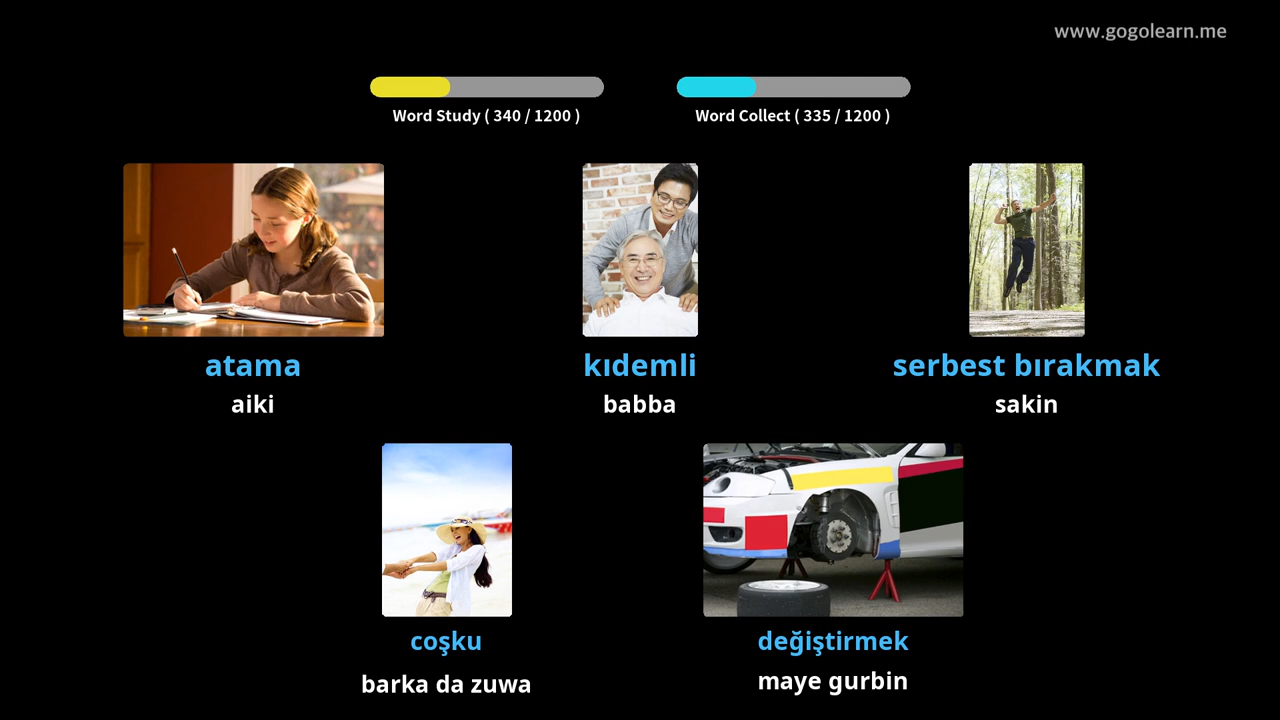 www.gogolearn.me
Word Study ( 340 / 1200 )
Word Collect ( 335 / 1200 )
atama
aiki
kıdemli
babba
serbest bırakmak
sakin
coşku
barka da zuwa
değiştirmek
maye gurbin